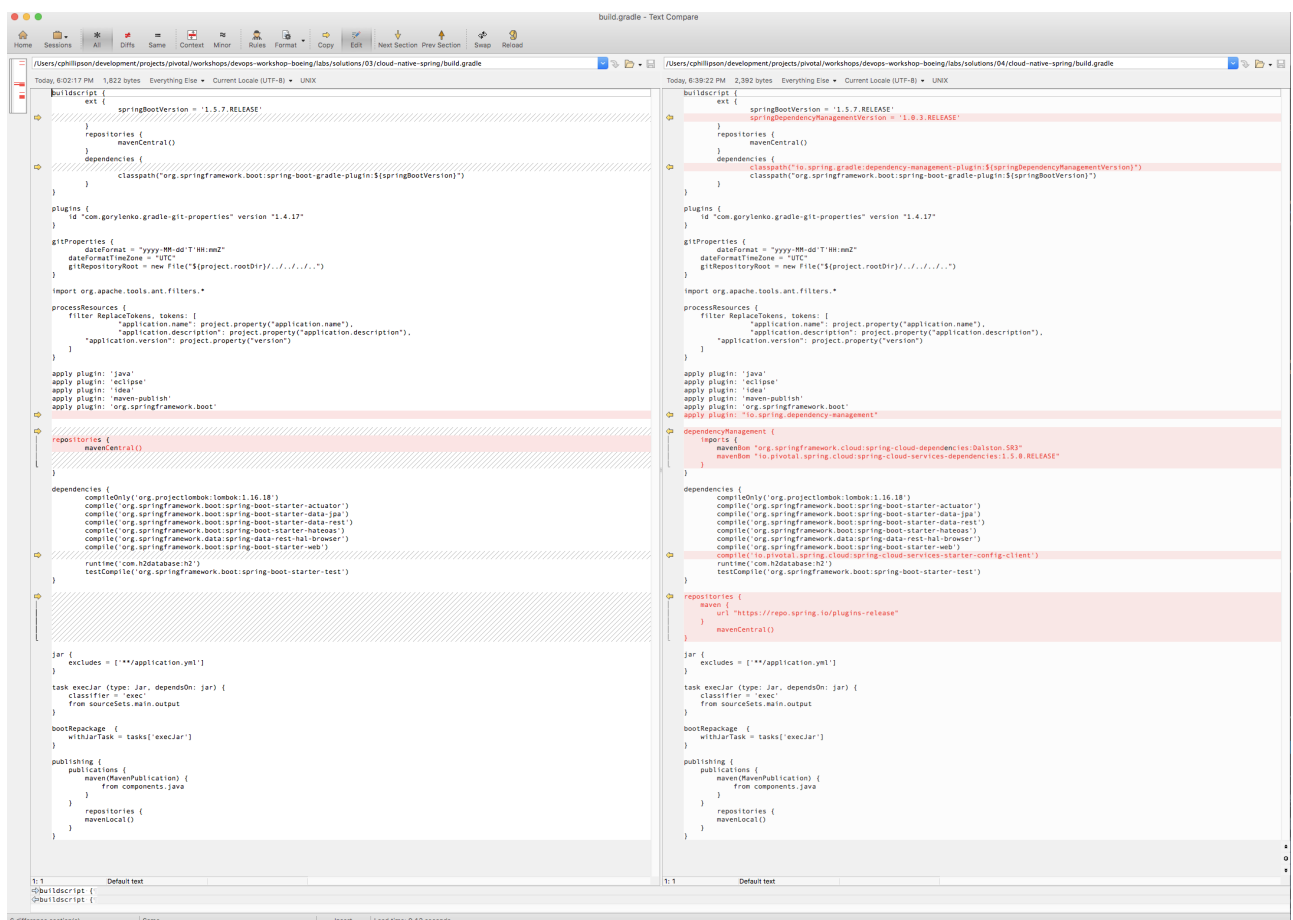 build.gradle - Text Compare
Home Sessions All Diffs Same Context Minor Rules Format Copy Edit Next Section Prev Section Swap Reload
/Users/cphillipson/development/projects/pivotal/workshops/devops-workshop-boeing/labs/solutions/03/cloud-native-spring/build.gradle
Today, 6:02:17 PM 1,822 bytes Everything Else Current Locale (UTF-8) UNIX
buildscript {
ext {
springBootVersion = '1.5.7.RELEASE'
}
repositories {
mavenCentral()
}
dependencies {
classpath("org.springframework.boot:spring-boot-gradle-plugin:${springBootVersion}")
}
}
plugins {
id "com.gorylenko.gradle-git-properties" version "1.4.17"
}
gitProperties {
dateFormat = "yyyy-MM-dd'T'HH:mmZ"
dateFormatTimeZone = "UTC"
gitRepositoryRoot = new File("${project.rootDir}/../../../..")
}
import org.apache.tools.ant.filters.*
processResources {
filter ReplaceTokens, tokens: [
"application.name": project.property("application.name"),
"application.description": project.property("application.description"),
"application.version": project.property("version")
]
}
apply plugin: 'java'
apply plugin: 'eclipse'
apply plugin: 'idea'
apply plugin: 'maven-publish'
apply plugin: 'org.springframework.boot'
repositories {
mavenCentral()
}
dependencies {
compileOnly('org.projectlombok:lombok:1.16.18')
compile('org.springframework.boot:spring-boot-starter-actuator')
compile('org.springframework.boot:spring-boot-starter-data-jpa')
compile('org.springframework.boot:spring-boot-starter-data-rest')
compile('org.springframework.boot:spring-boot-starter-hateoas')
compile('org.springframework.data:spring-data-rest-hal-browser')
compile('org.springframework.boot:spring-boot-starter-web')
runtime('com.h2database:h2')
testCompile('org.springframework.boot:spring-boot-starter-test')
}
jar {
excludes = ['**/application.yml']
}
task execJar (type: Jar, dependsOn: jar) {
classifier = 'exec'
from sourceSets.main.output
}
bootRepackage {
withJarTask = tasks['execJar']
}
publishing {
publications {
maven(MavenPublication) {
from components.java
}
}
repositories {
mavenLocal()
}
}
1: 1 Default text
/Users/cphillipson/development/projects/pivotal/workshops/devops-workshop-boeing/labs/solutions/04/cloud-native-spring/build.gradle
Today, 6:39:22 PM 2,392 bytes Everything Else Current Locale (UTF-8) UNIX
buildscript {
ext {
springBootVersion = '1.5.7.RELEASE'
springDependencyManagementVersion = '1.0.3.RELEASE'
}
repositories {
mavenCentral()
}
dependencies {
classpath("io.spring.gradle:dependency-management-plugin:${springDependencyManagementVersion}")
classpath("org.springframework.boot:spring-boot-gradle-plugin:${springBootVersion}")
}
}
plugins {
id "com.gorylenko.gradle-git-properties" version "1.4.17"
}
gitProperties {
dateFormat = "yyyy-MM-dd'T'HH:mmZ"
dateFormatTimeZone = "UTC"
gitRepositoryRoot = new File("${project.rootDir}/../../../..")
}
import org.apache.tools.ant.filters.*
processResources {
filter ReplaceTokens, tokens: [
"application.name": project.property("application.name"),
"application.description": project.property("application.description"),
"application.version": project.property("version")
]
}
apply plugin: 'java'
apply plugin: 'eclipse'
apply plugin: 'idea'
apply plugin: 'maven-publish'
apply plugin: 'org.springframework.boot'
apply plugin: "io.spring.dependency-management"
dependencyManagement {
imports {
mavenBom "org.springframework.cloud:spring-cloud-dependencies:Dalston.SR3"
mavenBom "io.pivotal.spring.cloud:spring-cloud-services-dependencies:1.5.0.RELEASE"
}
}
dependencies {
compileOnly('org.projectlombok:lombok:1.16.18')
compile('org.springframework.boot:spring-boot-starter-actuator')
compile('org.springframework.boot:spring-boot-starter-data-jpa')
compile('org.springframework.boot:spring-boot-starter-data-rest')
compile('org.springframework.boot:spring-boot-starter-hateoas')
compile('org.springframework.data:spring-data-rest-hal-browser')
compile('org.springframework.boot:spring-boot-starter-web')
compile('io.pivotal.spring.cloud:spring-cloud-services-starter-config-client')
runtime('com.h2database:h2')
testCompile('org.springframework.boot:spring-boot-starter-test')
}
repositories {
maven {
url "https://repo.spring.io/plugins-release"
}
mavenCentral()
}
jar {
excludes = ['**/application.yml']
}
task execJar (type: Jar, dependsOn: jar) {
classifier = 'exec'
from sourceSets.main.output
}
bootRepackage {
withJarTask = tasks['execJar']
}
publishing {
publications {
maven(MavenPublication) {
from components.java
}
}
repositories {
mavenLocal()
}
}
1: 1 Default text
buildscript {
buildscript {